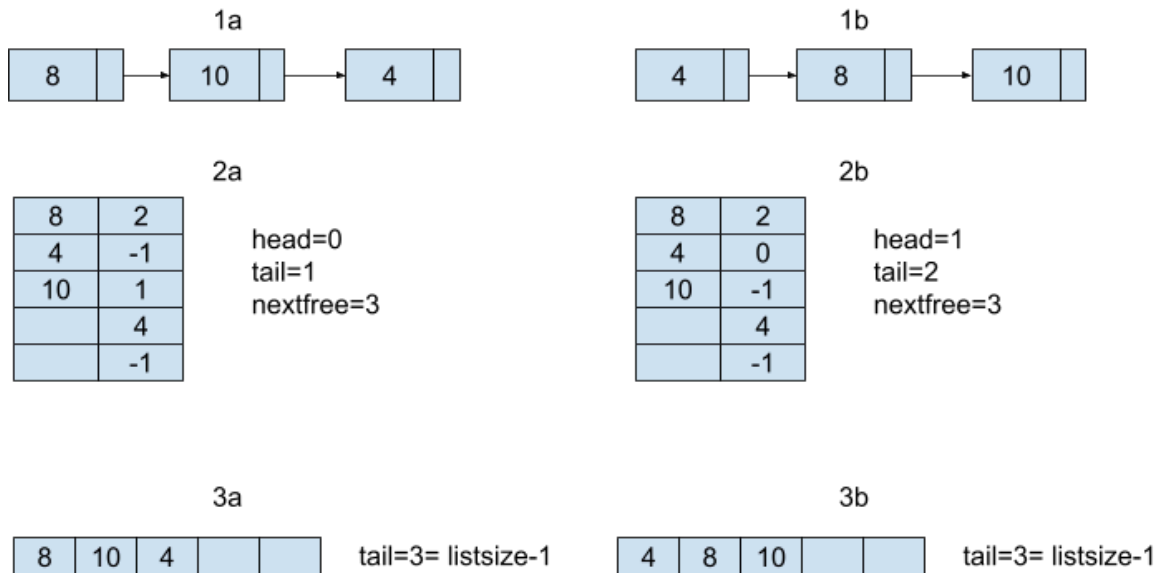 1a
1b
8 10 4
4 8 10
2a
2b
8 2
4 -1
10 1
4
-1
head=0
tail=1
nextfree=3
8 2
4 0
10 -1
4
-1
head=1
tail=2
nextfree=3
3a
3b
8 10 4
tail=3= listsize-1
4 8 10
tail=3= listsize-1